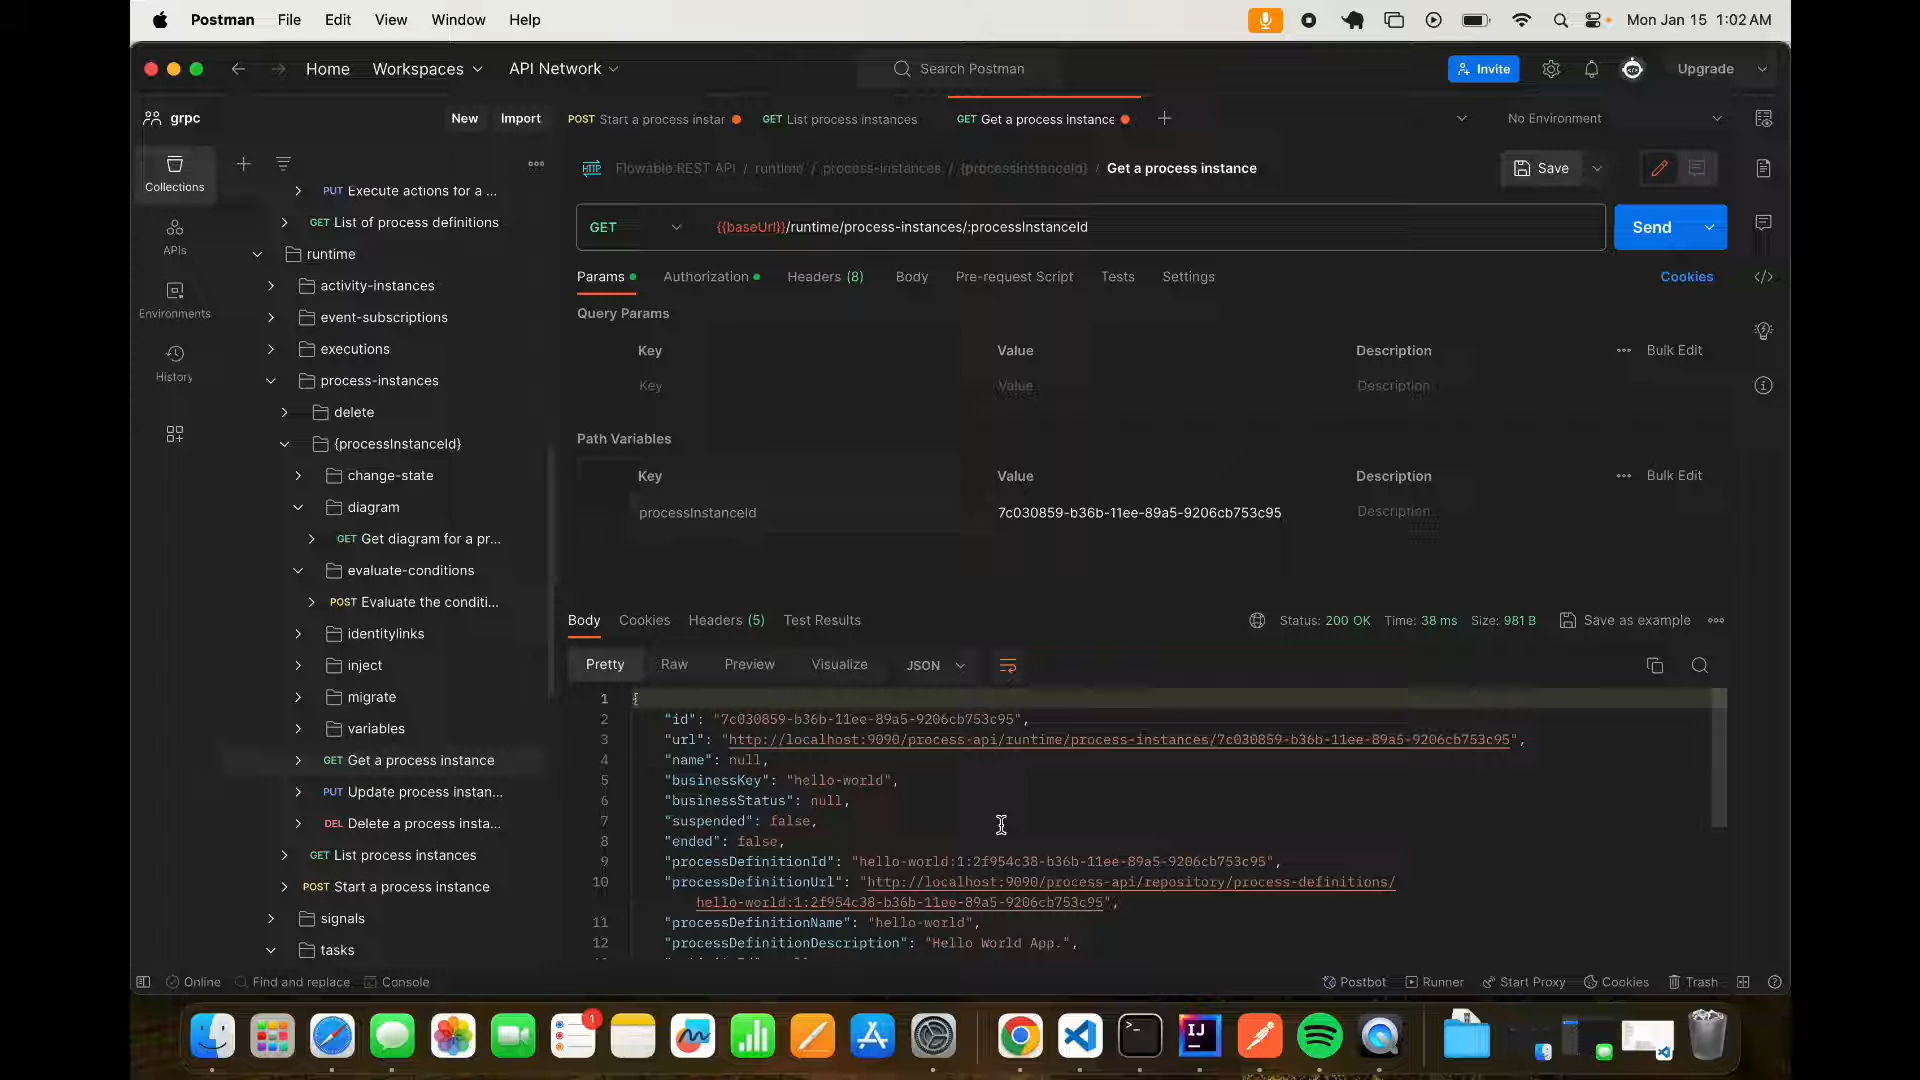 Postman File Edit View Window Help Mon Jan 15 1:02 AM
Home Workspaces API Network Search Postman Invite Upgrade
grpc New Import POST Start a process instar GET List process instances GET Get a process instance No Environment
Collections
APIs
Environments
History
PUT Execute actions for a ...
GET List of process definitions
runtime
activity-instances
event-subscriptions
executions
process-instances
delete
{processInstanceId}
change-state
diagram
GET Get diagram for a pr...
evaluate-conditions
POST Evaluate the conditi...
identitylinks
inject
migrate
variables
GET Get a process instance
PUT Update process instan...
DEL Delete a process insta...
GET List process instances
POST Start a process instance
signals
tasks
HTTP Flowable REST API / runtime / process-instances / {processInstanceId} / Get a process instance Save
GET {{baseUrl}}/runtime/process-instances/:processInstanceId Send
Params Authorization Headers (8) Body Pre-request Script Tests Settings Cookies
Query Params
Key Value Description Bulk Edit
Key Value Description
Path Variables
Key Value Description Bulk Edit
processInstanceId 7c030859-b36b-11ee-89a5-9206cb753c95 Description
Body Cookies Headers (5) Test Results Status: 200 OK Time: 38 ms Size: 981 B Save as example
Pretty Raw Preview Visualize JSON
1 {
2 "id": "7c030859-b36b-11ee-89a5-9206cb753c95",
3 "url": "http://localhost:9090/process-api/runtime/process-instances/7c030859-b36b-11ee-89a5-9206cb753c95",
4 "name": null,
5 "businessKey": "hello-world",
6 "businessStatus": null,
7 "suspended": false,
8 "ended": false,
9 "processDefinitionId": "hello-world:1:2f954c38-b36b-11ee-89a5-9206cb753c95",
10 "processDefinitionUrl": "http://localhost:9090/process-api/repository/process-definitions/
hello-world:1:2f954c38-b36b-11ee-89a5-9206cb753c95",
11 "processDefinitionName": "hello-world",
12 "processDefinitionDescription": "Hello World App.",
Online Find and replace Console Postbot Runner Start Proxy Cookies Trash
1
IJ